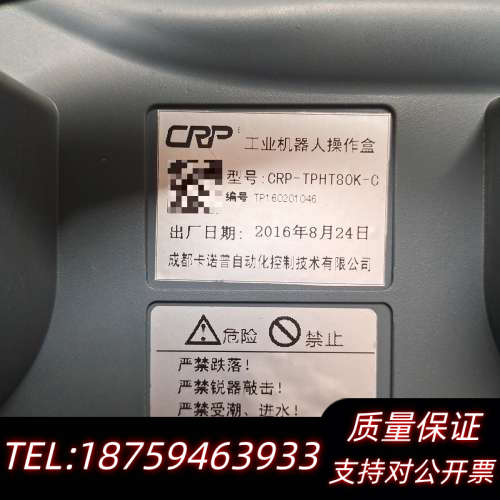 CRP 工业机器人操作盒
型号:CRP-TPHT80K-C
编号 TP160201046
出厂日期: 2016年8月24日
成都卡诺普自动化控制技术有限公司
危险 禁止
严禁跌落!
严禁锐器敲击!
严禁受潮、进水!
TEL:18759463933
质量保证
支持对公开票